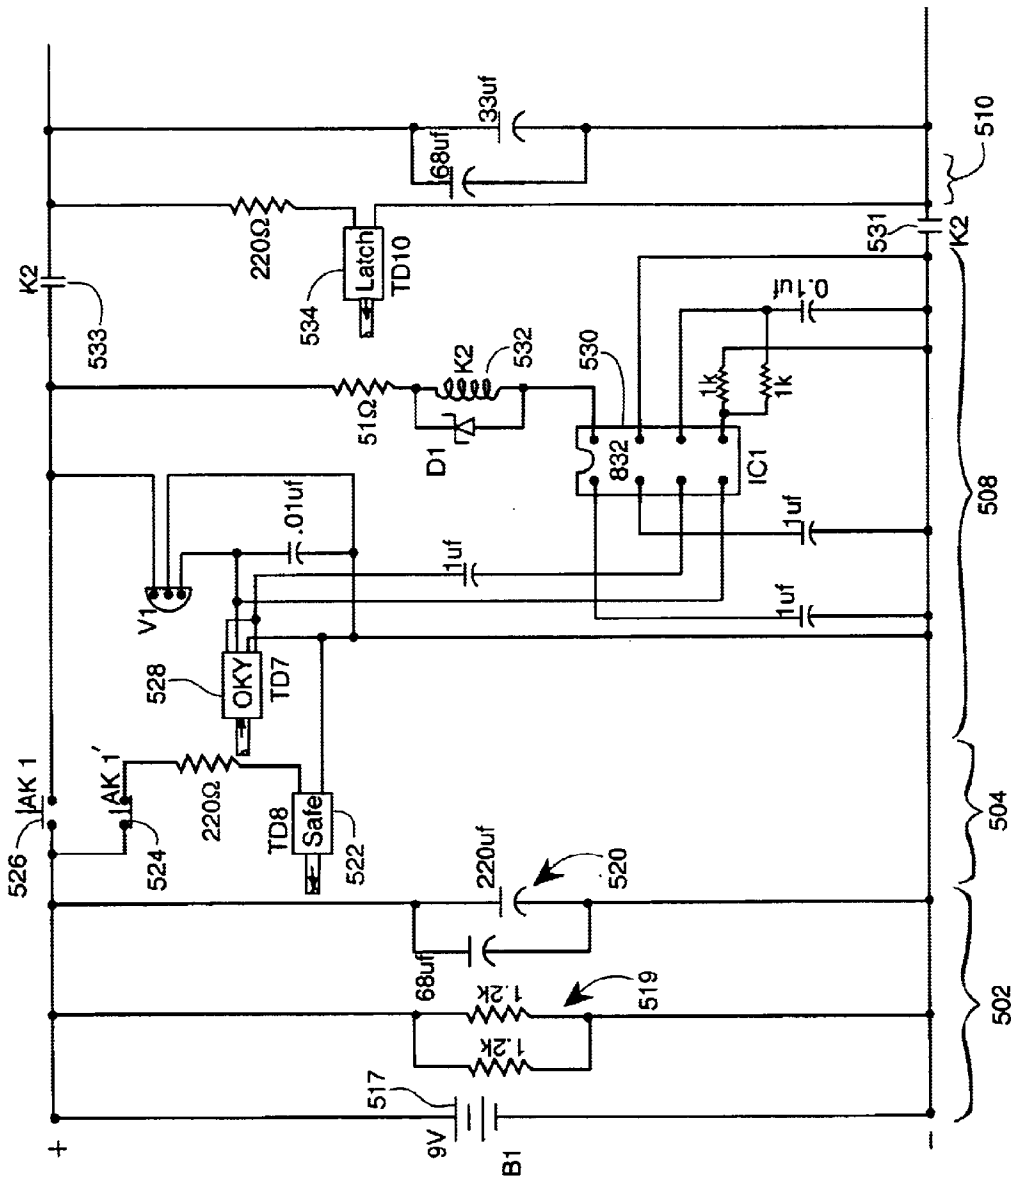 +
−
9V
517
B1
1.2k
1.2k
519
502
68uf
220uf
520
526
AK 1
524
AK 1'
220Ω
TD8
Safe
522
504
528
OKY
TD7
V1
.01uf
1uf
1uf
1uf
508
51Ω
D1
K2
532
530
832
IC1
1k
1k
0.1uf
K2
533
220Ω
534
Latch
TD10
531
K2
510
68uf
33uf